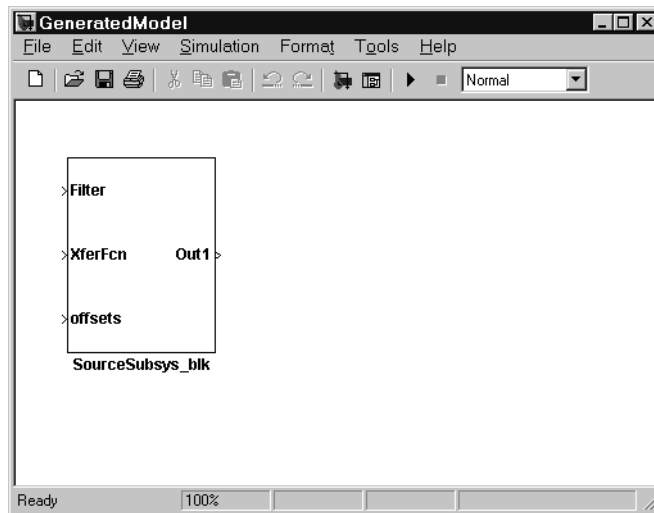 GeneratedModel
File Edit View Simulation Format Tools Help
Normal
Filter
XferFcn Out1
offsets
SourceSubsys_blk
Ready 100%